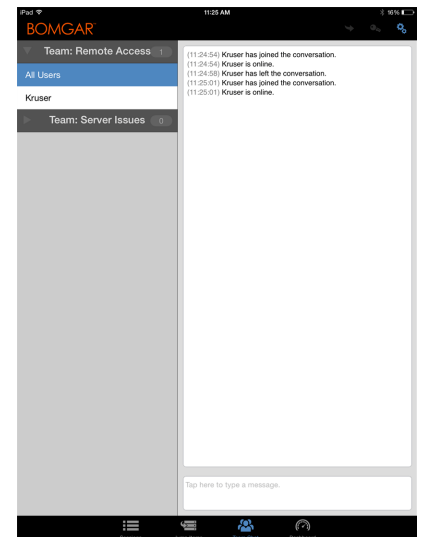 iPad
11:25 AM
16%
BOMGAR
Team: Remote Access 1
All Users
Kruser
Team: Server Issues 0
(11:24:54) Kruser has joined the conversation.
(11:24:54) Kruser is online.
(11:24:58) Kruser has left the conversation.
(11:25:01) Kruser has joined the conversation.
(11:25:01) Kruser is online.
Tap here to type a message.